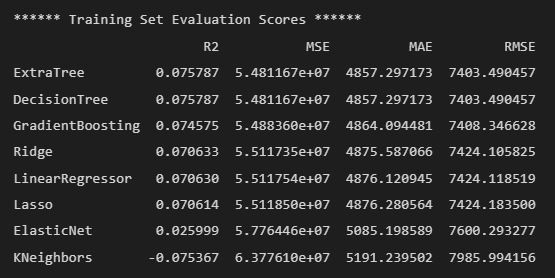 ****** Training Set Evaluation Scores ******
R2 MSE MAE RMSE
ExtraTree 0.075787 5.481167e+07 4857.297173 7403.490457
DecisionTree 0.075787 5.481167e+07 4857.297173 7403.490457
GradientBoosting 0.074575 5.488360e+07 4864.094481 7408.346628
Ridge 0.070633 5.511735e+07 4875.587066 7424.105825
LinearRegressor 0.070630 5.511754e+07 4876.120945 7424.118519
Lasso 0.070614 5.511850e+07 4876.280564 7424.183500
ElasticNet 0.025999 5.776446e+07 5085.198589 7600.293277
KNeighbors -0.075367 6.377610e+07 5191.239502 7985.994156